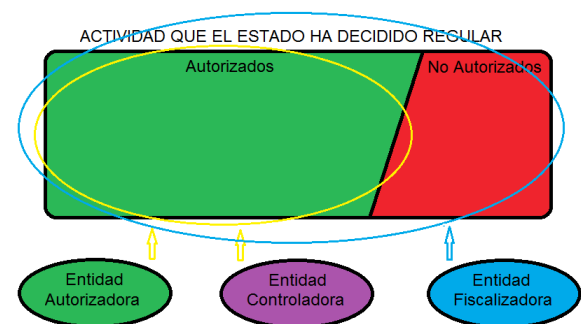 ACTIVIDAD QUE EL ESTADO HA DECIDIDO REGULAR
Autorizados
No Autorizados
Entidad
Autorizadora
Entidad
Controladora
Entidad
Fiscalizadora